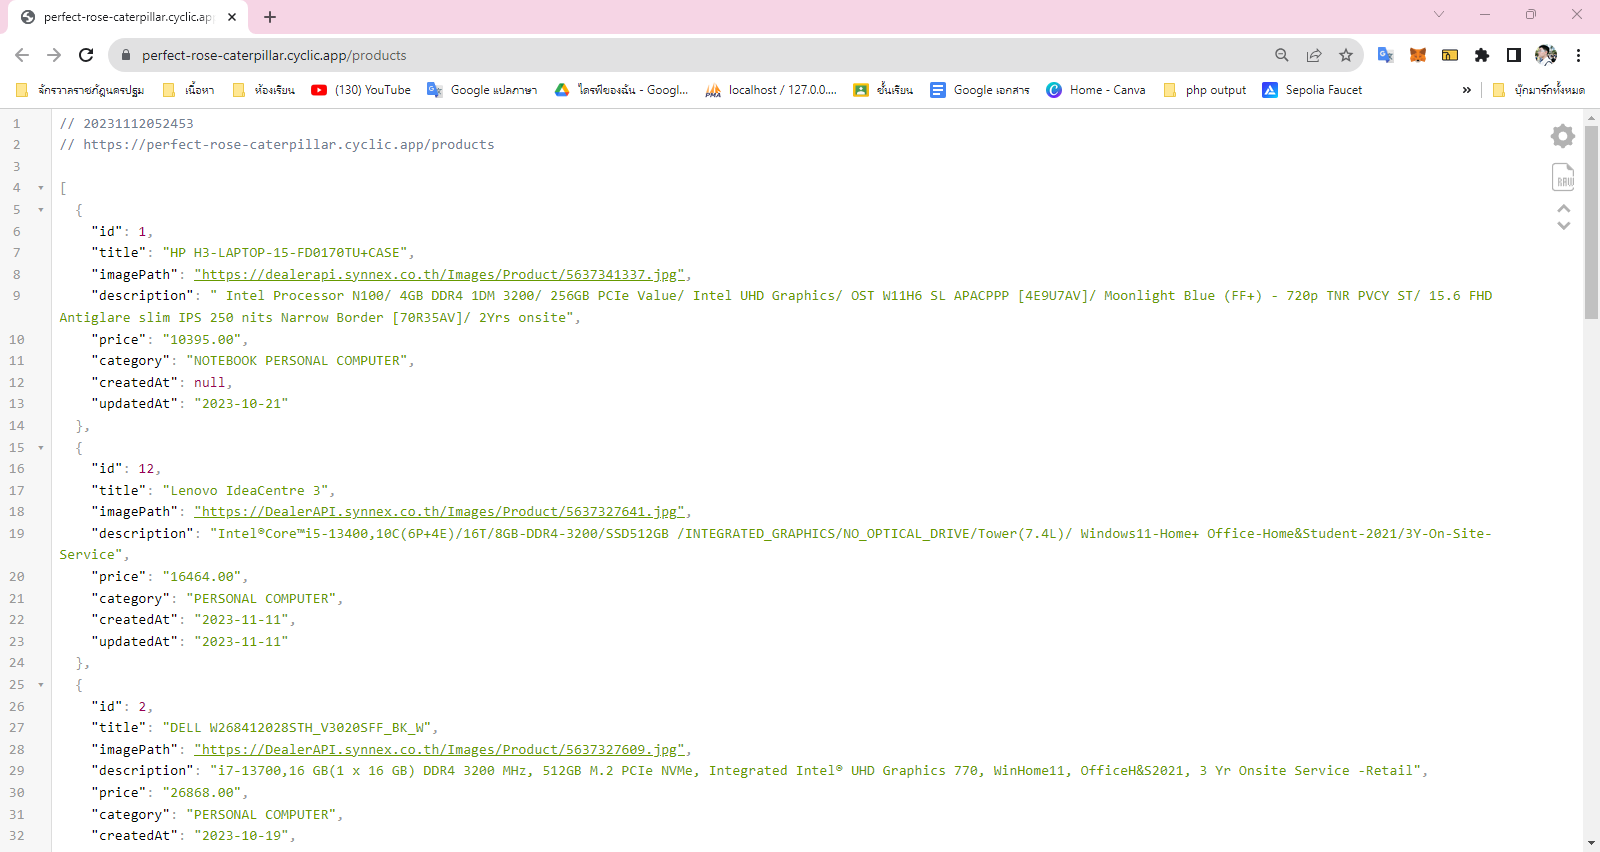 perfect-rose-caterpillar.cyclic.app
perfect-rose-caterpillar.cyclic.app/products
จักรวาลราชภัฏนครปฐม เนื้อหา ห้องเรียน (130) YouTube Google แปลภาษา ไดรฟ์ของฉัน - Googl... localhost / 127.0.0.... ชั้นเรียน Google เอกสาร Home - Canva php output Sepolia Faucet » บุ๊กมาร์กทั้งหมด
1 // 20231112052453
2 // https://perfect-rose-caterpillar.cyclic.app/products
3
4 [
5 {
6 "id": 1,
7 "title": "HP H3-LAPTOP-15-FD0170TU+CASE",
8 "imagePath": "https://dealerapi.synnex.co.th/Images/Product/5637341337.jpg",
9 "description": " Intel Processor N100/ 4GB DDR4 1DM 3200/ 256GB PCIe Value/ Intel UHD Graphics/ OST W11H6 SL APACPPP [4E9U7AV]/ Moonlight Blue (FF+) - 720p TNR PVCY ST/ 15.6 FHD
Antiglare slim IPS 250 nits Narrow Border [70R35AV]/ 2Yrs onsite",
10 "price": "10395.00",
11 "category": "NOTEBOOK PERSONAL COMPUTER",
12 "createdAt": null,
13 "updatedAt": "2023-10-21"
14 },
15 {
16 "id": 12,
17 "title": "Lenovo IdeaCentre 3",
18 "imagePath": "https://DealerAPI.synnex.co.th/Images/Product/5637327641.jpg",
19 "description": "Intel®Core™i5-13400,10C(6P+4E)/16T/8GB-DDR4-3200/SSD512GB /INTEGRATED_GRAPHICS/NO_OPTICAL_DRIVE/Tower(7.4L)/ Windows11-Home+ Office-Home&Student-2021/3Y-On-Site-
Service",
20 "price": "16464.00",
21 "category": "PERSONAL COMPUTER",
22 "createdAt": "2023-11-11",
23 "updatedAt": "2023-11-11"
24 },
25 {
26 "id": 2,
27 "title": "DELL W268412028STH_V3020SFF_BK_W",
28 "imagePath": "https://DealerAPI.synnex.co.th/Images/Product/5637327609.jpg",
29 "description": "i7-13700,16 GB(1 x 16 GB) DDR4 3200 MHz, 512GB M.2 PCIe NVMe, Integrated Intel® UHD Graphics 770, WinHome11, OfficeH&S2021, 3 Yr Onsite Service -Retail",
30 "price": "26868.00",
31 "category": "PERSONAL COMPUTER",
32 "createdAt": "2023-10-19",
RAW